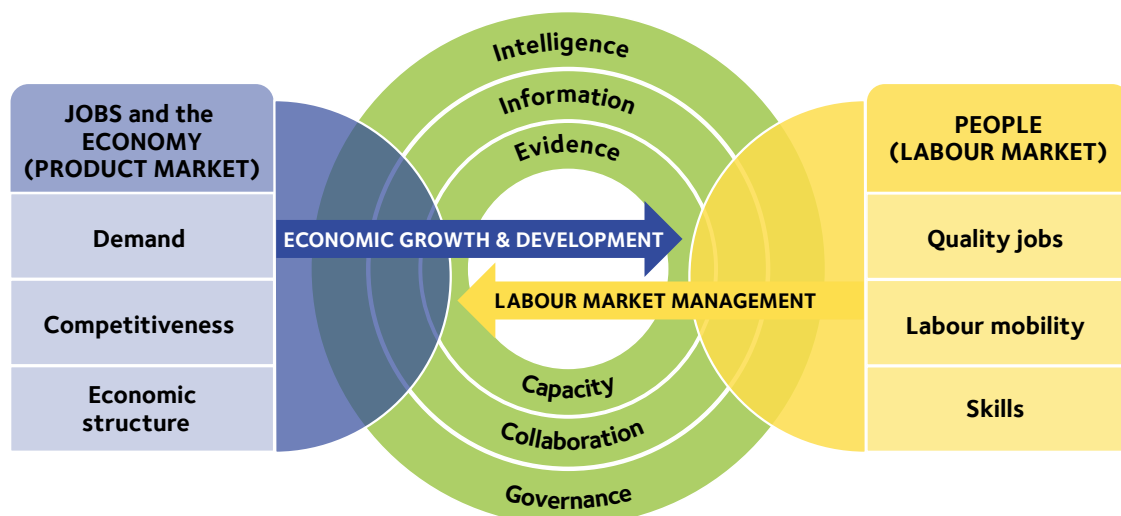 JOBS and the
ECONOMY
(PRODUCT MARKET)
Demand
Competitiveness
Economic
structure
Intelligence
Information
Evidence
ECONOMIC GROWTH & DEVELOPMENT
LABOUR MARKET MANAGEMENT
Capacity
Collaboration
Governance
PEOPLE
(LABOUR MARKET)
Quality jobs
Labour mobility
Skills